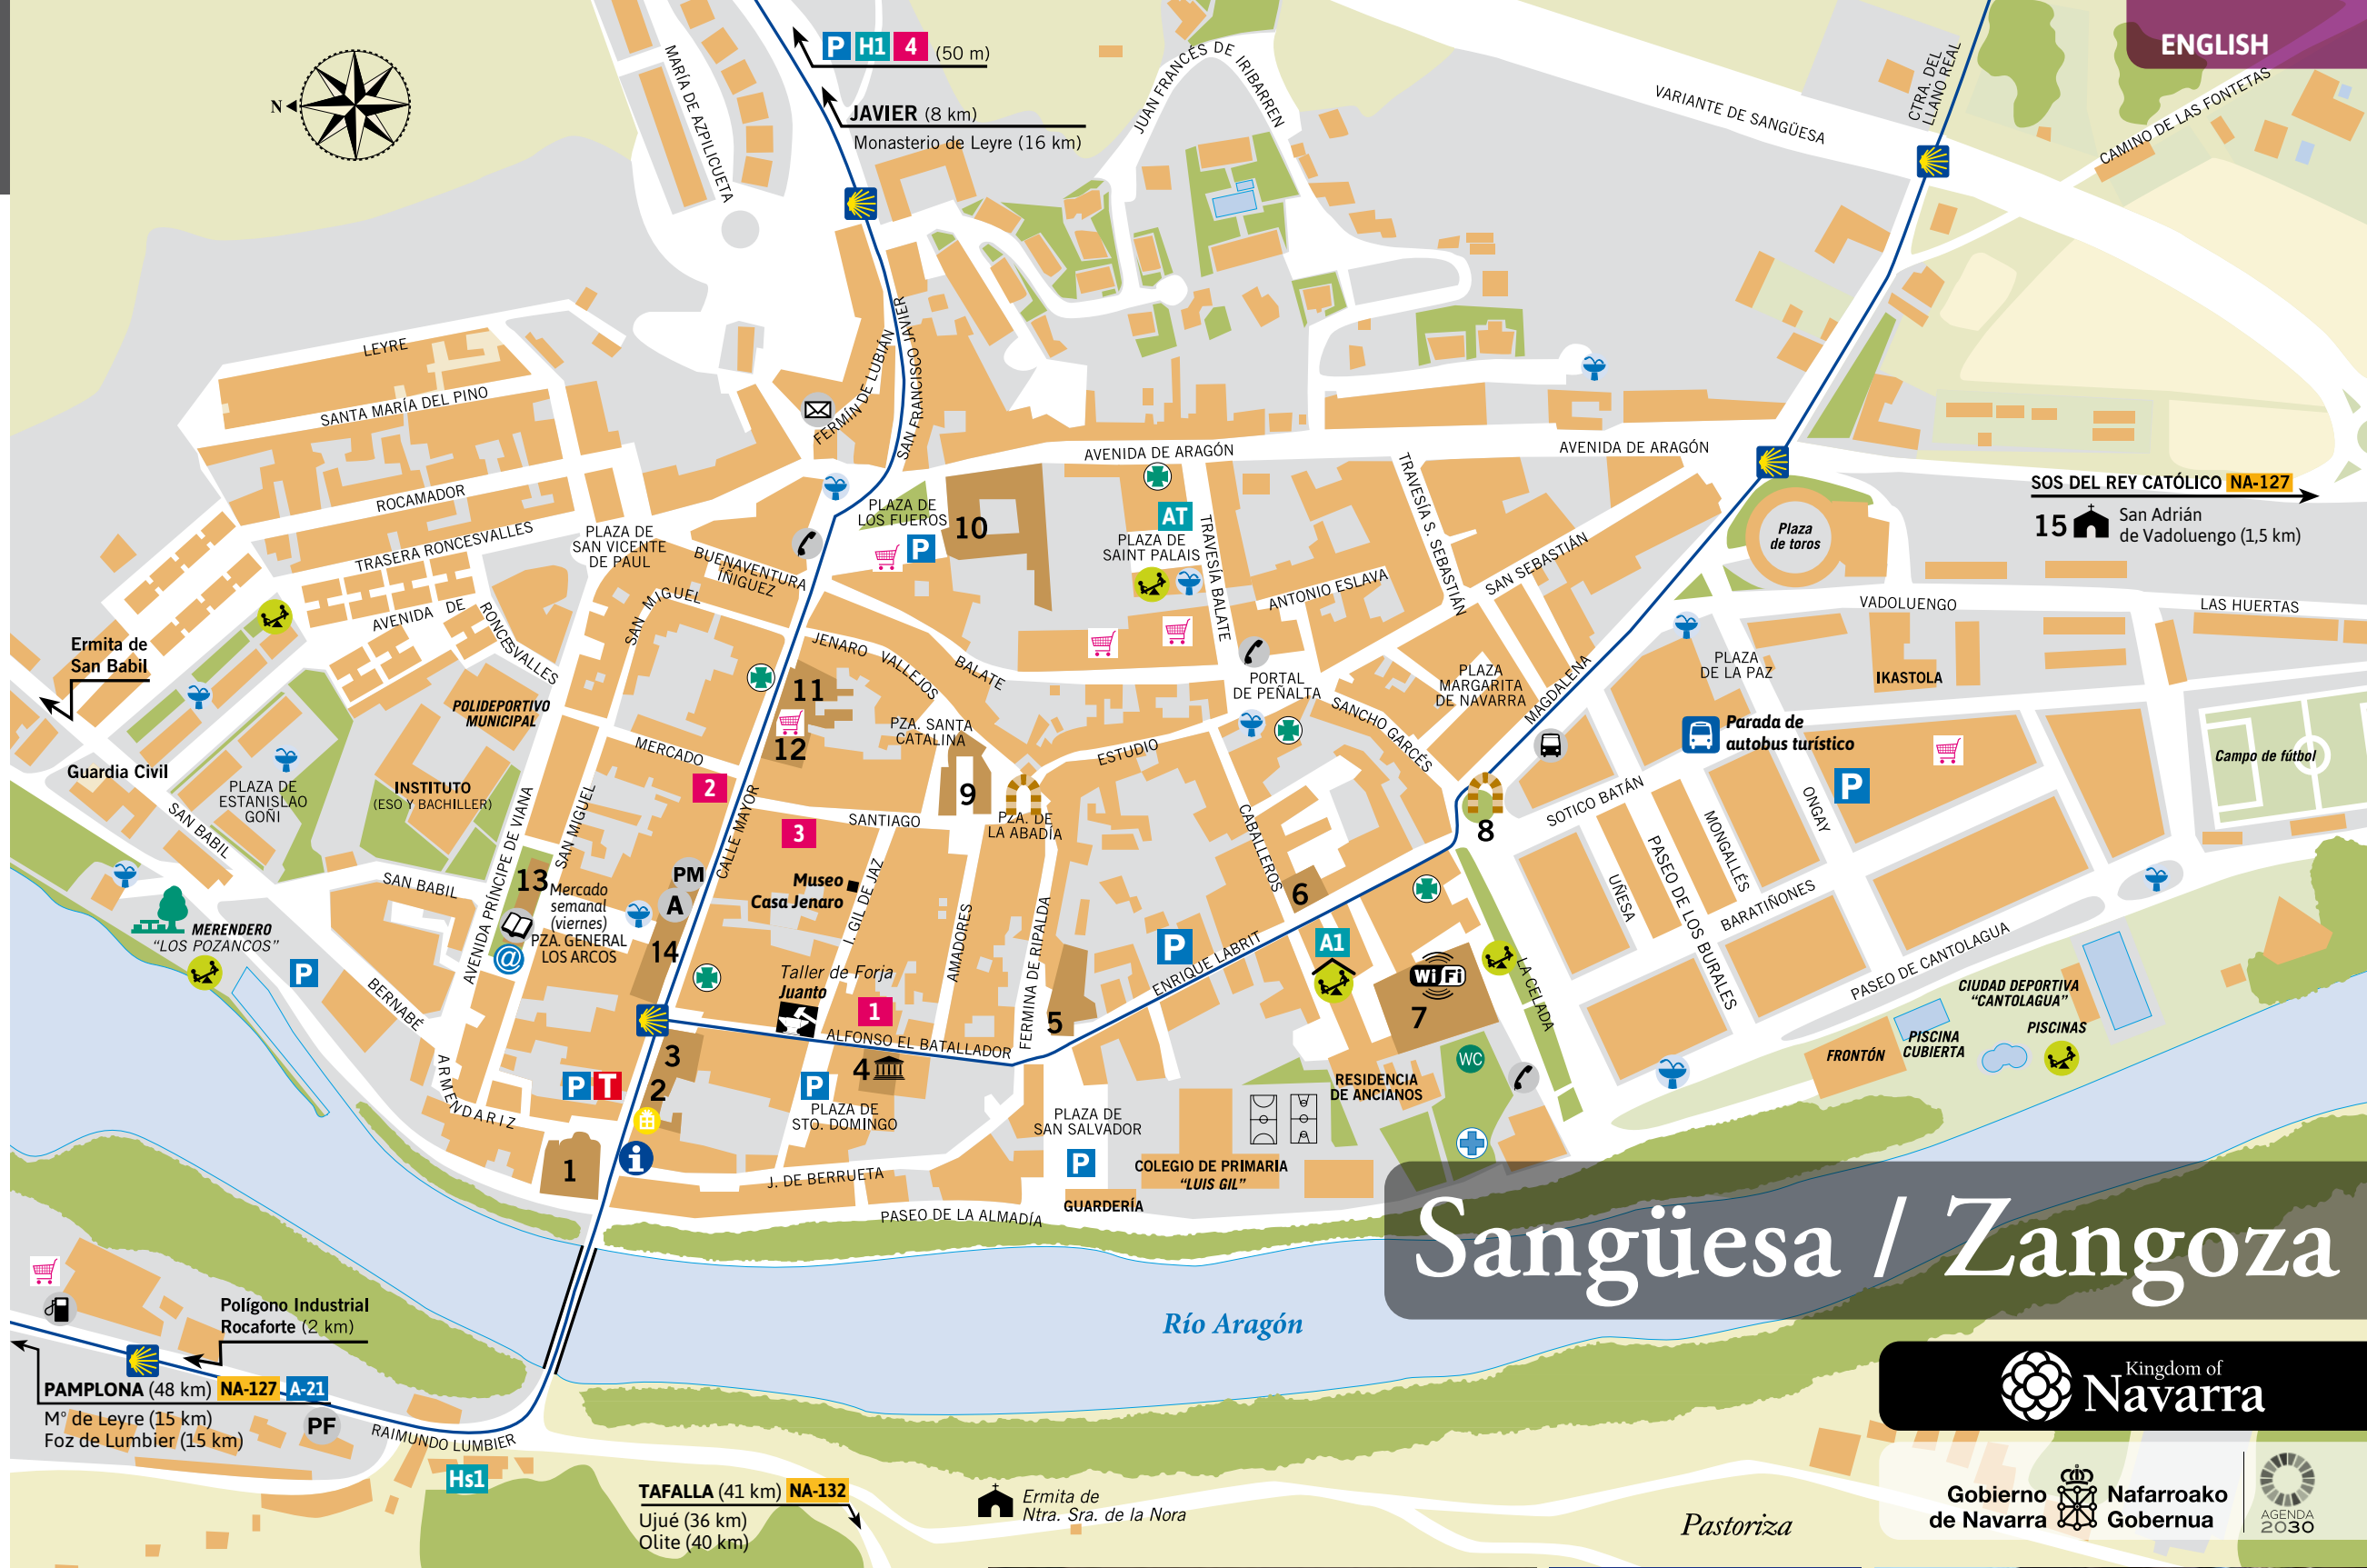 ENGLISH
P H1 4 (50 m)
JAVIER (8 km)
Monasterio de Leyre (16 km)
N
MARÍA DE AZPILICUETA
JUAN FRANCÉS DE IRIBARREN
VARIANTE DE SANGÜESA
CTRA. DEL
LLANO REAL
CAMINO DE LAS FONTETAS
LEYRE
SANTA MARÍA DEL PINO
ROCAMADOR
TRASERA RONCESVALLES
AVENIDA DE
RONCESVALLES
FERMÍN DE LUBIÁN
SAN FRANCISCO JAVIER
AVENIDA DE ARAGÓN
AVENIDA DE ARAGÓN
SOS DEL REY CATÓLICO NA-127
15
San Adrián
de Vadoluengo (1,5 km)
PLAZA DE
LOS FUEROS
P
10
AT
PLAZA DE
SAINT PALAIS
TRAVESÍA BALATE
TRAVESÍA S. SEBASTIÁN
SAN SEBASTIÁN
ANTONIO ESLAVA
Plaza
de toros
VADOLUENGO
LAS HUERTAS
PLAZA DE
SAN VICENTE
DE PAUL
BUENAVENTURA
ÍÑIGUEZ
SAN MIGUEL
JENARO VALLEJOS
BALATE
Ermita de
San Babil
POLIDEPORTIVO
MUNICIPAL
11
12
PZA. SANTA
CATALINA
9
ESTUDIO
PORTAL
DE PEÑALTA
SANCHO GARCÉS
PLAZA
MARGARITA
DE NAVARRA
MAGDALENA
PLAZA
DE LA PAZ
IKASTOLA
Parada de
autobus turístico
P
Campo de fútbol
Guardia Civil
PLAZA DE
ESTANISLAO
GOÑI
INSTITUTO
(ESO Y BACHILLER)
MERCADO
2
CALLE MAYOR
3
SANTIAGO
PZA. DE
LA ABADÍA
CABALLEROS
8
SOTICO BATÁN
ONGAY
MONGALLÉS
PASEO DE LOS BURALES
UÑESA
BARATIÑONES
SAN BABIL
SAN BABIL
AVENIDA PRÍNCIPE DE VIANA
SAN MIGUEL
13
Mercado
semanal
(viernes)
PZA. GENERAL
LOS ARCOS
@
PM
A
14
Museo
Casa Jenaro
I. GIL DE JAZ
AMADORES
FERMINA DE RIPALDA
6
A1
P
ENRIQUE LABRIT
WiFi
7
LA CELADA
PASEO DE CANTOLAGUA
CIUDAD DEPORTIVA
“CANTOLAGUA”
PISCINAS
PISCINA
CUBIERTA
FRONTÓN
MERENDERO
“LOS POZANCOS”
P
BERNABÉ
ARMENDARIZ
Taller de Forja
Juanto
1
ALFONSO EL BATALLADOR
5
3
2
P T
4
P
PLAZA DE
STO. DOMINGO
PLAZA DE
SAN SALVADOR
P
WC
RESIDENCIA
DE ANCIANOS
1
i
J. DE BERRUETA
COLEGIO DE PRIMARIA
“LUIS GIL”
GUARDERÍA
PASEO DE LA ALMADÍA
Sangüesa / Zangoza
Río Aragón
Polígono Industrial
Rocaforte (2 km)
PAMPLONA (48 km) NA-127 A-21
Mº de Leyre (15 km)
Foz de Lumbier (15 km)
PF
RAIMUNDO LUMBIER
Hs1
TAFALLA (41 km) NA-132
Ujué (36 km)
Olite (40 km)
Ermita de
Ntra. Sra. de la Nora
Pastoriza
Kingdom of
Navarra
Gobierno
de Navarra
Nafarroako
Gobernua
AGENDA
2030